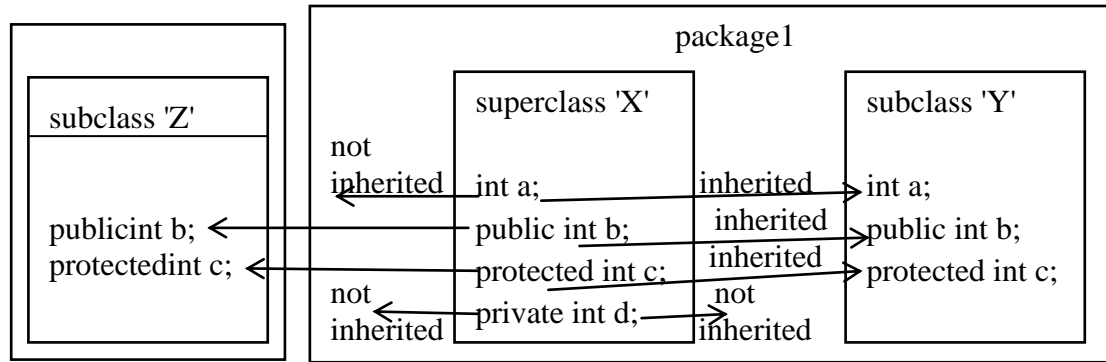 package1
subclass 'Z'
publicint b;
protectedint c;
not
inherited
not
inherited
superclass 'X'
int a;
public int b;
protected int c;
private int d;
inherited
inherited
inherited
not
inherited
subclass 'Y'
int a;
public int b;
protected int c;